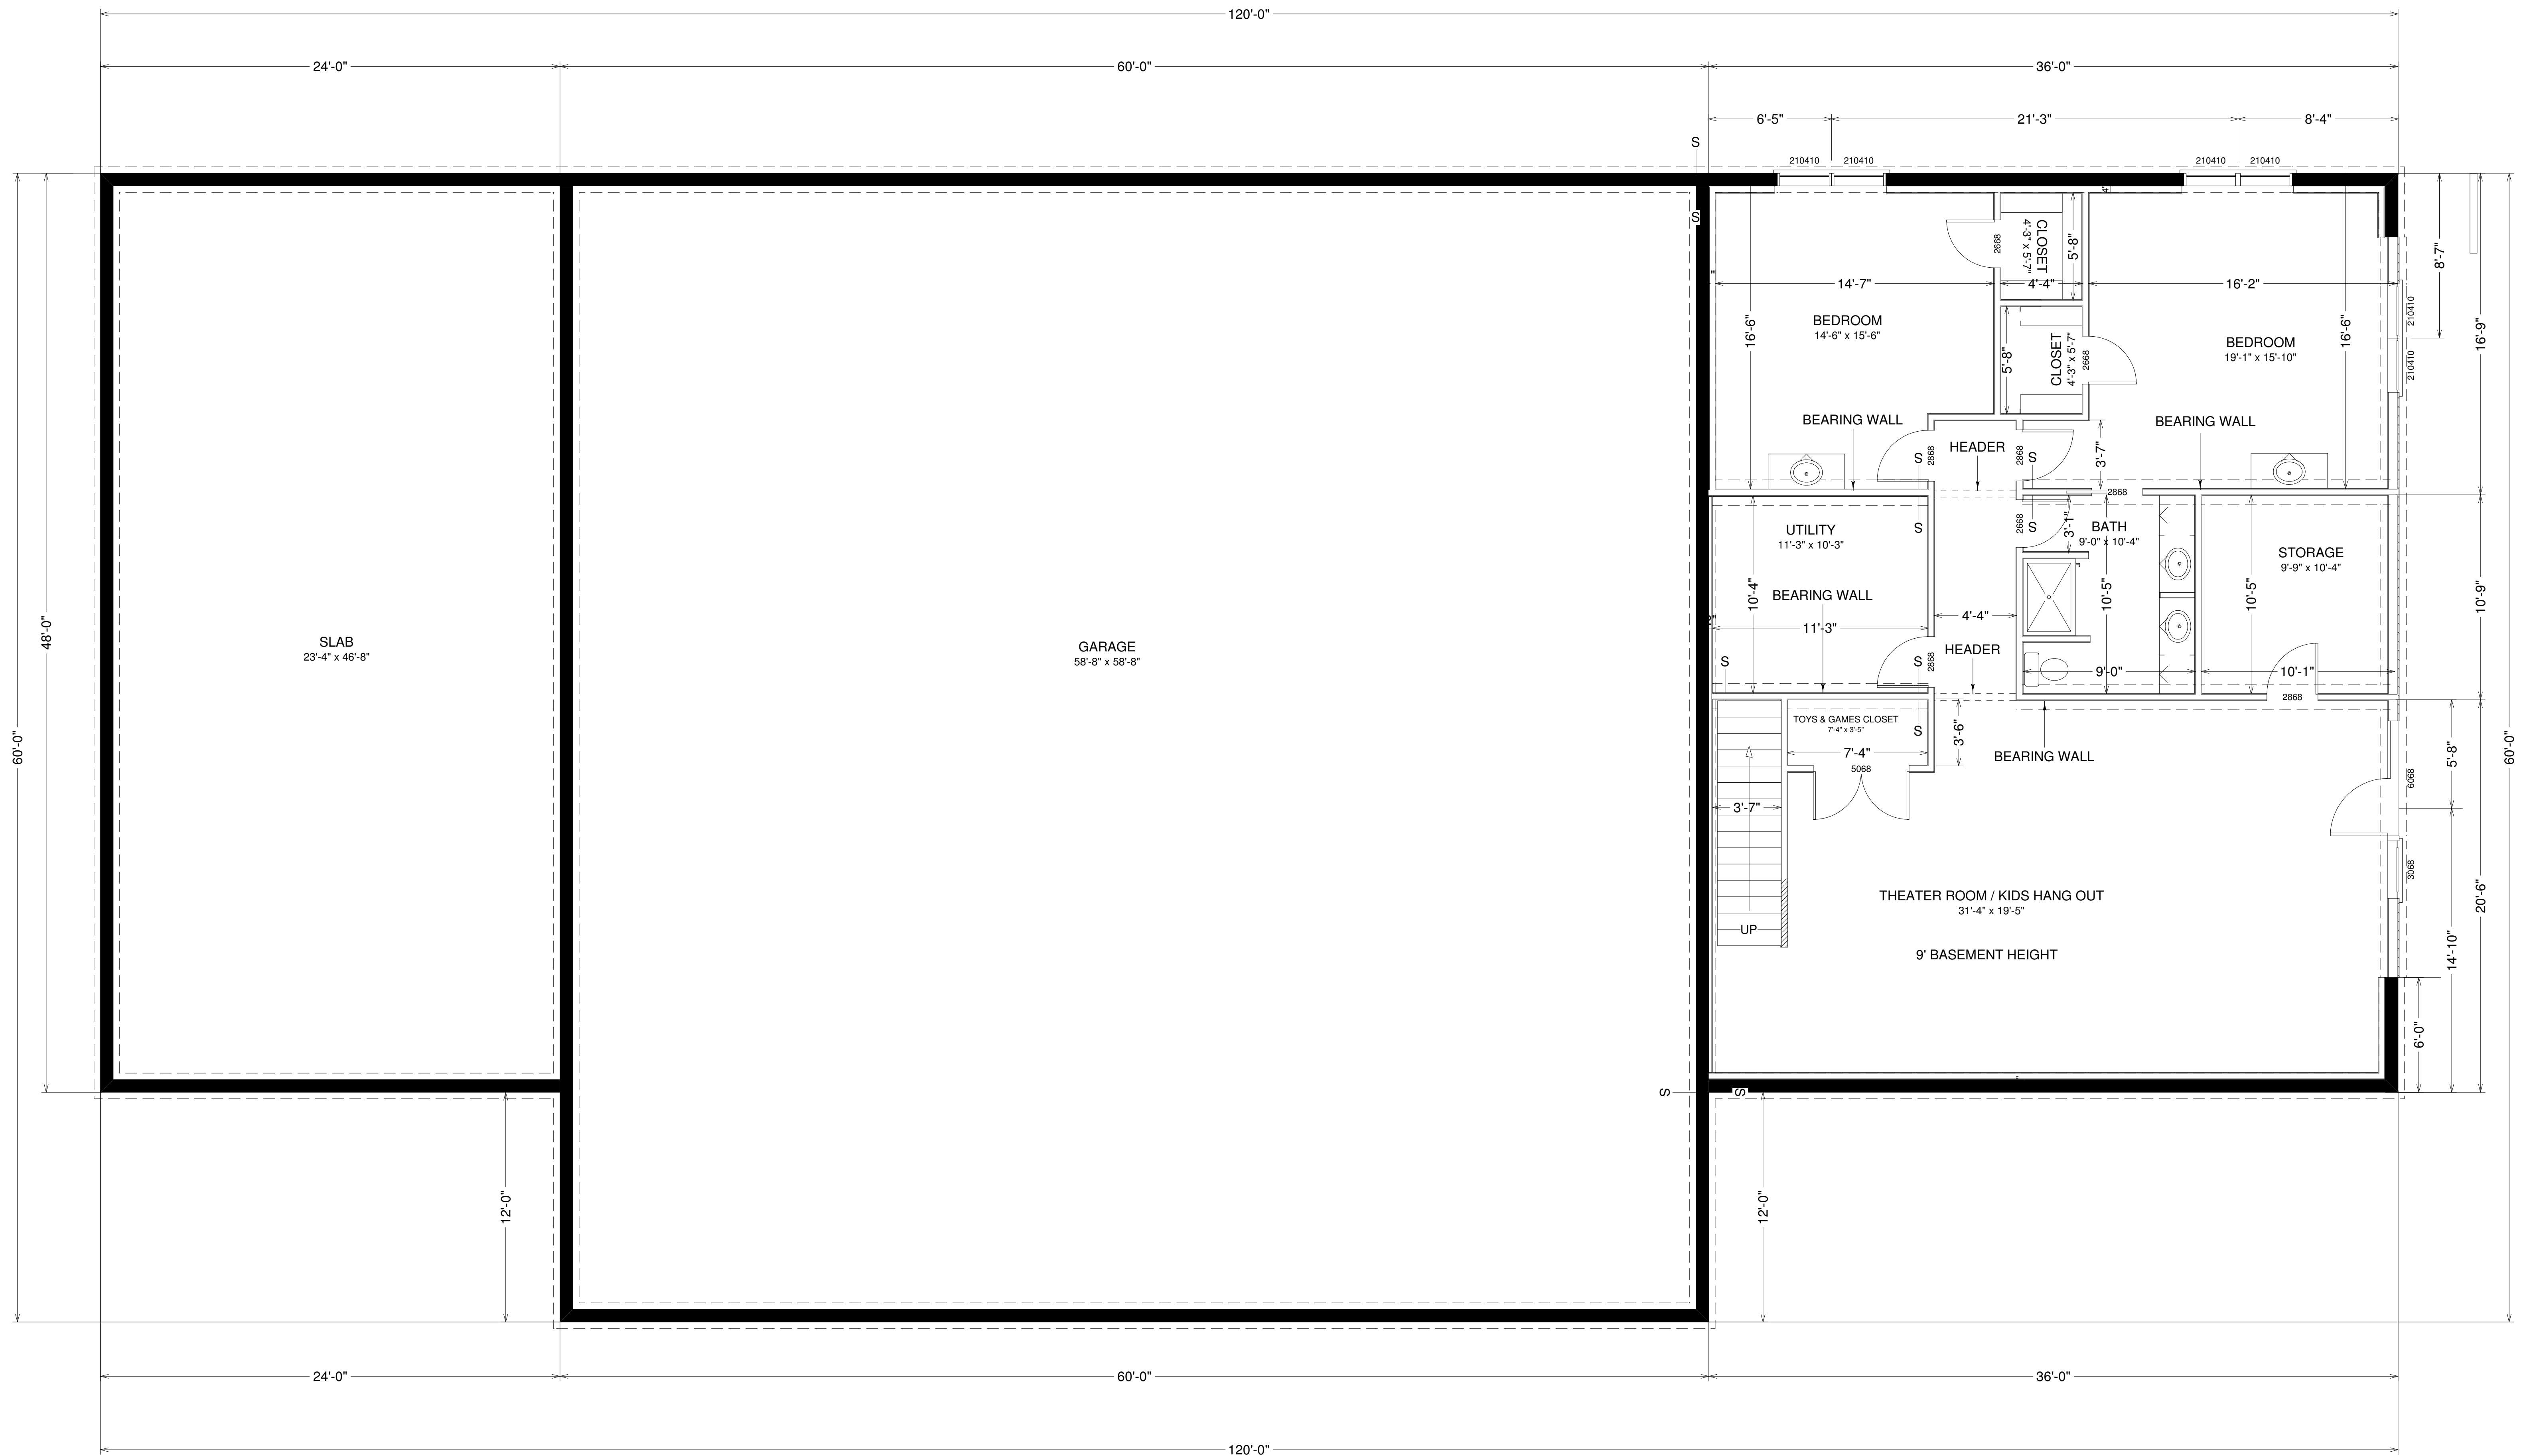 120'-0"
24'-0"
60'-0"
36'-0"
6'-5"
21'-3"
8'-4"
S
210410
210410
210410
210410
S
2668
CLOSET
4'-3" x 5'-7"
5'-8"
8'-7"
14'-7"
4'-4"
16'-2"
BEDROOM
14'-6" x 15'-6"
16'-6"
210410
16'-9"
BEDROOM
19'-1" x 15'-10"
16'-6"
5'-8"
CLOSET
4'-3" x 5'-7"
2668
210410
BEARING WALL
BEARING WALL
HEADER
S
2868
2868
S
3'-7"
2868
UTILITY
11'-3" x 10'-3"
S
2668
S
3'-1"
BATH
9'-0" x 10'-4"
STORAGE
9'-9" x 10'-4"
BEARING WALL
10'-4"
10'-5"
10'-5"
10'-9"
4'-4"
11'-3"
48'-0"
SLAB
23'-4" x 46'-8"
GARAGE
58'-8" x 58'-8"
HEADER
S
S
2868
9'-0"
10'-1"
2868
TOYS & GAMES CLOSET
7'-4" x 3'-5"
S
3'-6"
7'-4"
BEARING WALL
60'-0"
5'-8"
60'-0"
5068
6068
3'-7"
3068
THEATER ROOM / KIDS HANG OUT
31'-4" x 19'-5"
20'-6"
UP
9' BASEMENT HEIGHT
14'-10"
6'-0"
S
S
12'-0"
12'-0"
24'-0"
60'-0"
36'-0"
120'-0"